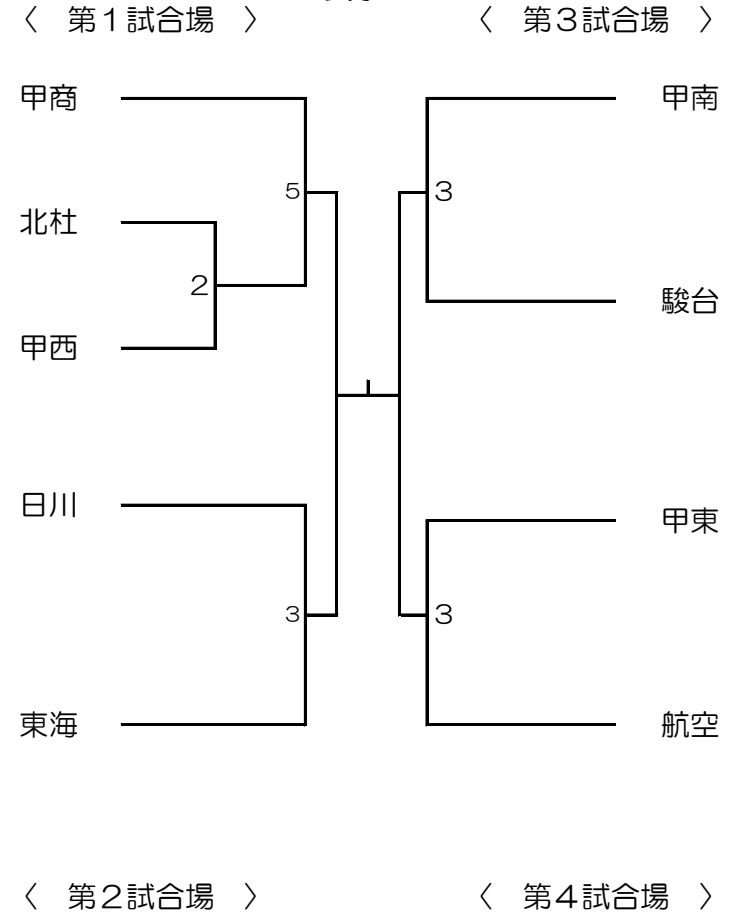 〈　第１試合場　〉
〈　第３試合場　〉
甲商
甲南
５
３
北杜
２
駿台
甲西
日川
甲東
３
３
東海
航空
〈　第２試合場　〉
〈　第４試合場　〉